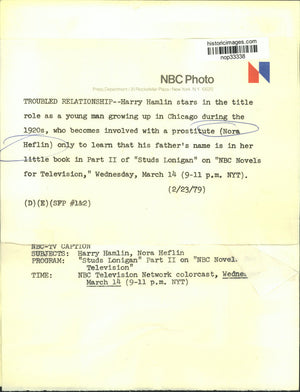 historicimages.com
nop33338
NBC Photo
Press Department / 30 Rockefeller Plaza / New York, N.Y. 10020
TROUBLED RELATIONSHIP--Harry Hamlin stars in the title
role as a young man growing up in Chicago during the
1920s, who becomes involved with a prostitute (Nora
Heflin) only to learn that his father's name is in her
little book in Part II of "Studs Lonigan" on "NBC Novels
for Television," Wednesday, March 14 (9-11 p.m. NYT).
(2/23/79)
(D)(E)(SFP #1&2)
NBC-TV CAPTION
SUBJECTS: Harry Hamlin, Nora Heflin
PROGRAM: "Studs Lonigan" Part II on "NBC Novel
Television"
TIME: NBC Television Network colorcast, Wednes
March 14 (9-11 p.m. NYT)